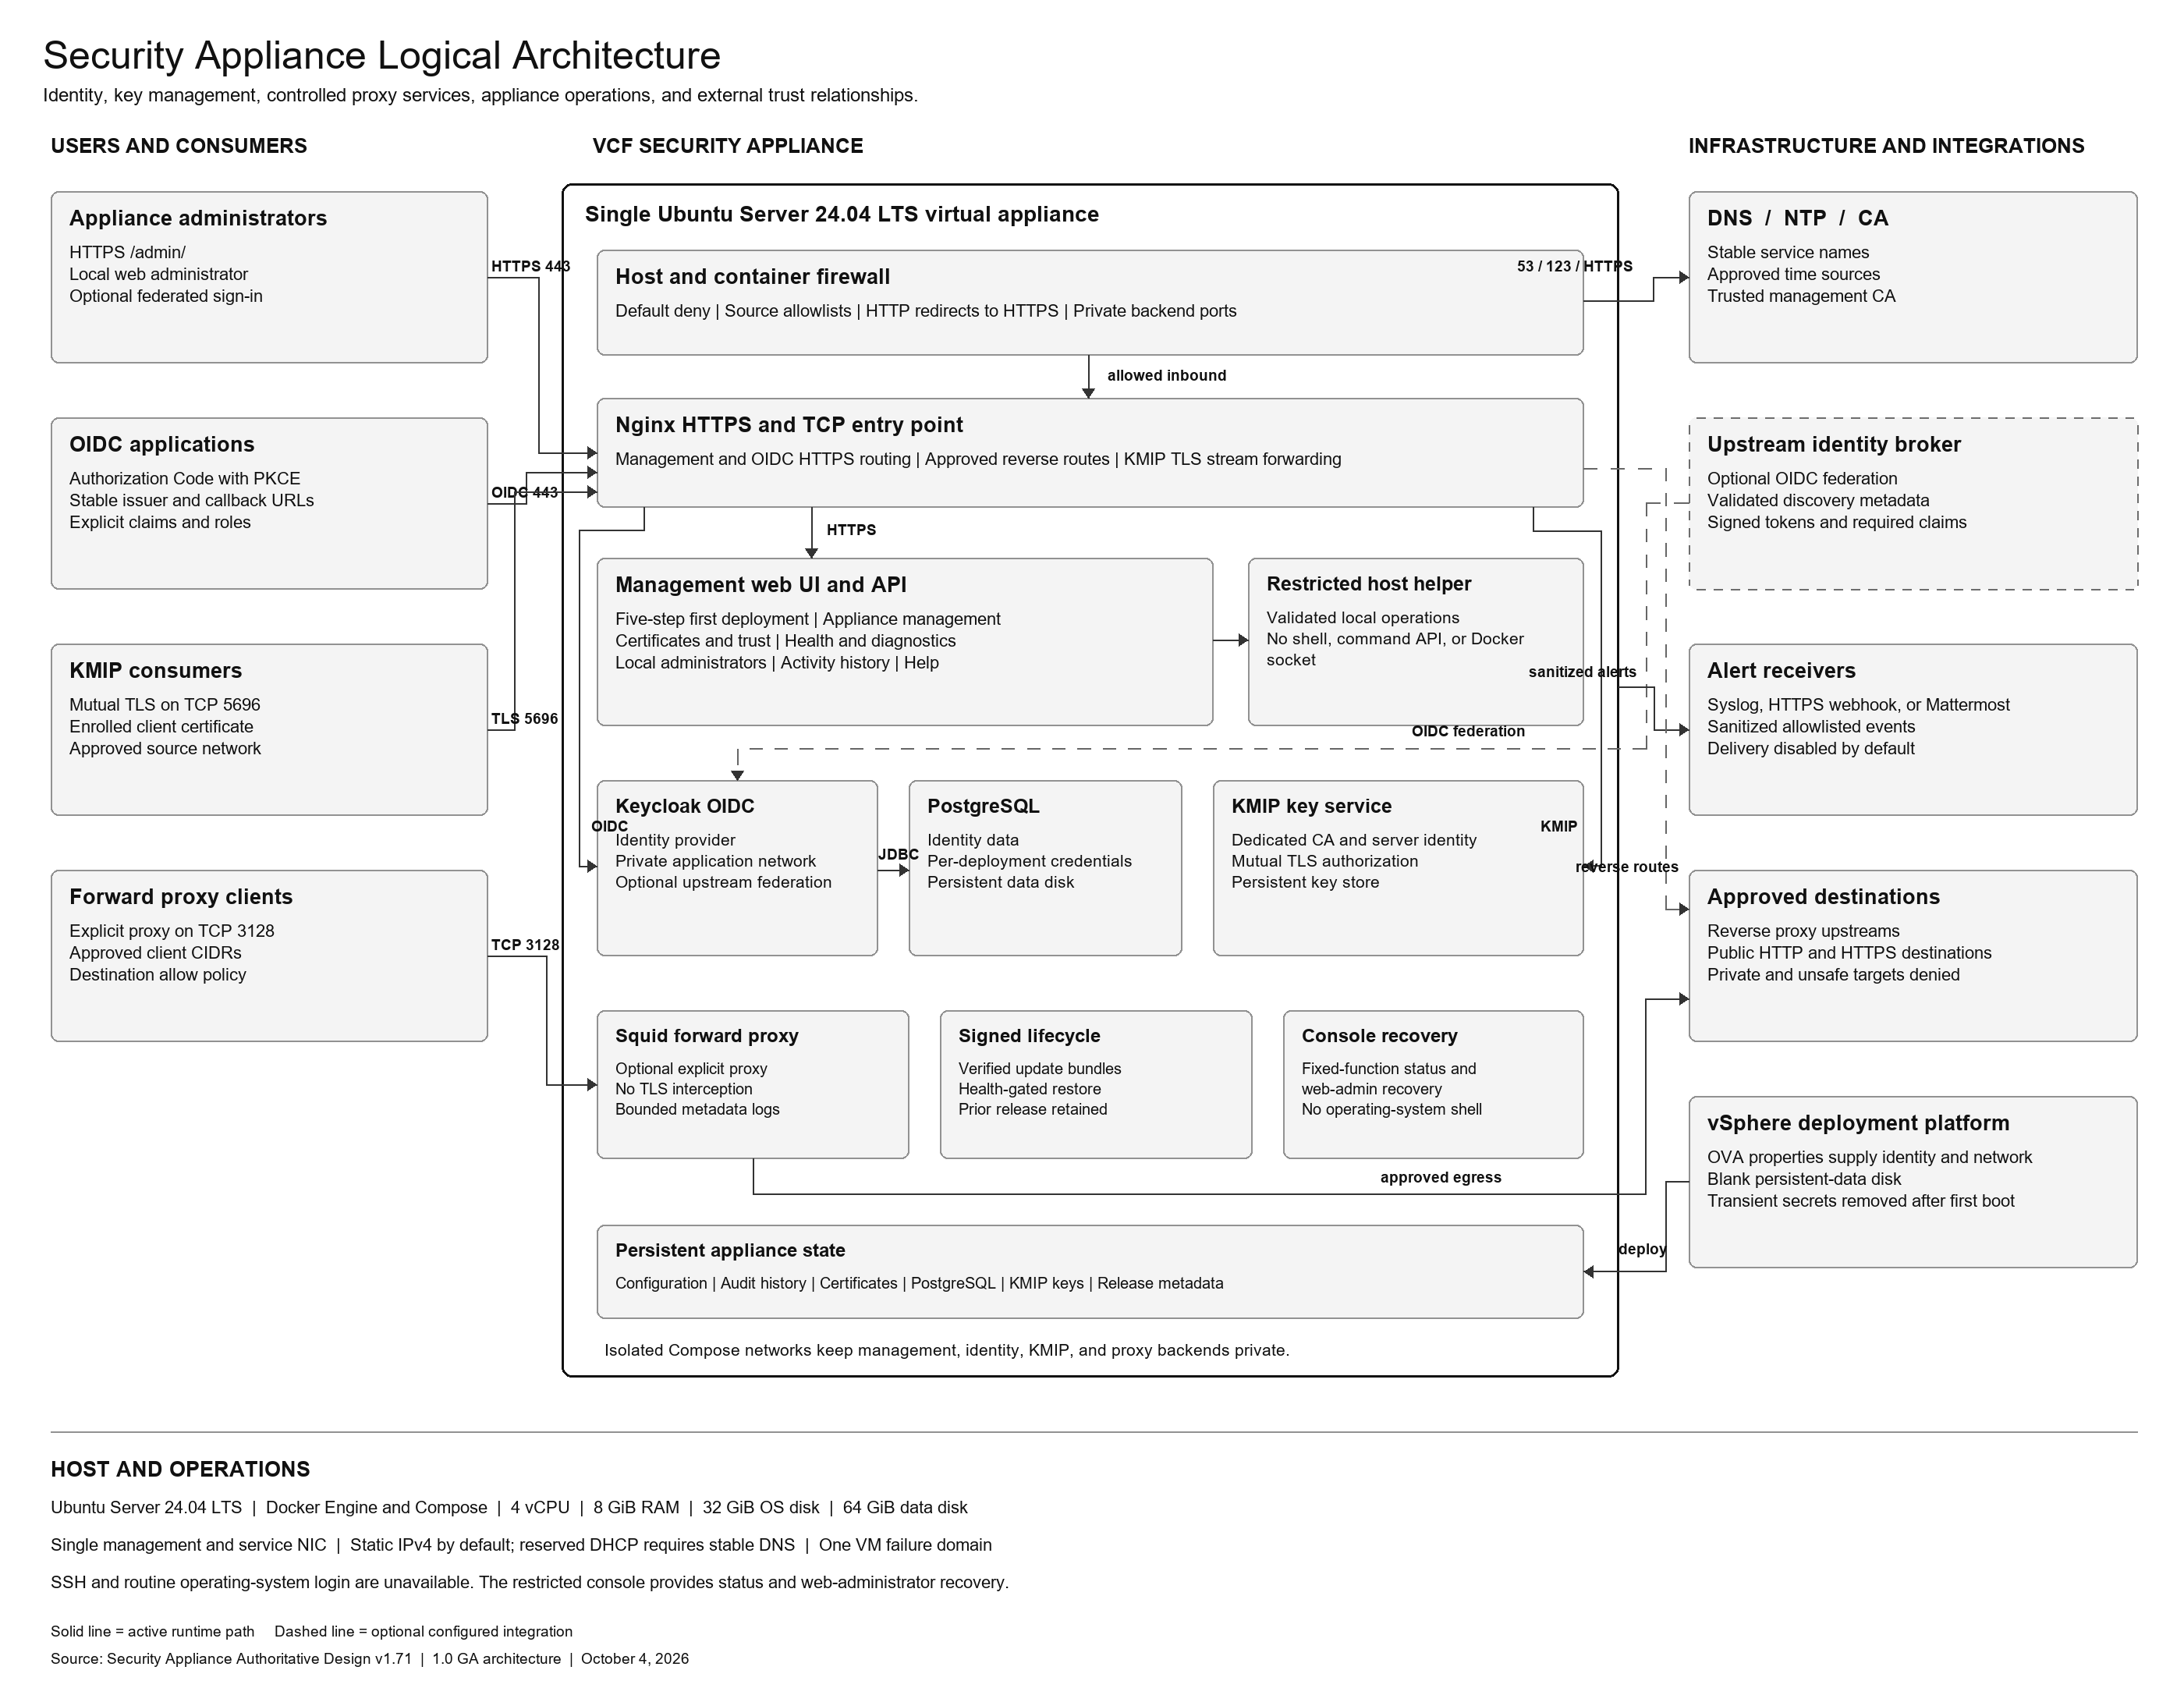 Security Appliance Logical Architecture
Identity, key management, controlled proxy services, appliance operations, and external trust relationships.
USERS AND CONSUMERS
Appliance administrators
HTTPS /admin/
Local web administrator
Optional federated sign-in
HTTPS 443
OIDC applications
Authorization Code with PKCE
Stable issuer and callback URLs
Explicit claims and roles
OIDC 443
KMIP consumers
Mutual TLS on TCP 5696
Enrolled client certificate
Approved source network
TLS 5696
Forward proxy clients
Explicit proxy on TCP 3128
Approved client CIDRs
Destination allow policy
TCP 3128
VCF SECURITY APPLIANCE
Single Ubuntu Server 24.04 LTS virtual appliance
Host and container firewall
Default deny | Source allowlists | HTTP redirects to HTTPS | Private backend ports
53 / 123 / HTTPS
allowed inbound
Nginx HTTPS and TCP entry point
Management and OIDC HTTPS routing | Approved reverse routes | KMIP TLS stream forwarding
HTTPS
Management web UI and API
Five-step first deployment | Appliance management
Certificates and trust | Health and diagnostics
Local administrators | Activity history | Help
Restricted host helper
Validated local operations
No shell, command API, or Docker
socket
sanitized alerts
OIDC federation
Keycloak OIDC
OIDC
Identity provider
Private application network
Optional upstream federation
JDBC
PostgreSQL
Identity data
Per-deployment credentials
Persistent data disk
KMIP key service
Dedicated CA and server identity
Mutual TLS authorization
Persistent key store
KMIP
reverse routes
Squid forward proxy
Optional explicit proxy
No TLS interception
Bounded metadata logs
Signed lifecycle
Verified update bundles
Health-gated restore
Prior release retained
Console recovery
Fixed-function status and
web-admin recovery
No operating-system shell
approved egress
Persistent appliance state
Configuration | Audit history | Certificates | PostgreSQL | KMIP keys | Release metadata
deploy
Isolated Compose networks keep management, identity, KMIP, and proxy backends private.
INFRASTRUCTURE AND INTEGRATIONS
DNS / NTP / CA
Stable service names
Approved time sources
Trusted management CA
Upstream identity broker
Optional OIDC federation
Validated discovery metadata
Signed tokens and required claims
Alert receivers
Syslog, HTTPS webhook, or Mattermost
Sanitized allowlisted events
Delivery disabled by default
Approved destinations
Reverse proxy upstreams
Public HTTP and HTTPS destinations
Private and unsafe targets denied
vSphere deployment platform
OVA properties supply identity and network
Blank persistent-data disk
Transient secrets removed after first boot
HOST AND OPERATIONS
Ubuntu Server 24.04 LTS | Docker Engine and Compose | 4 vCPU | 8 GiB RAM | 32 GiB OS disk | 64 GiB data disk
Single management and service NIC | Static IPv4 by default; reserved DHCP requires stable DNS | One VM failure domain
SSH and routine operating-system login are unavailable. The restricted console provides status and web-administrator recovery.
Solid line = active runtime path Dashed line = optional configured integration
Source: Security Appliance Authoritative Design v1.71 | 1.0 GA architecture | October 4, 2026